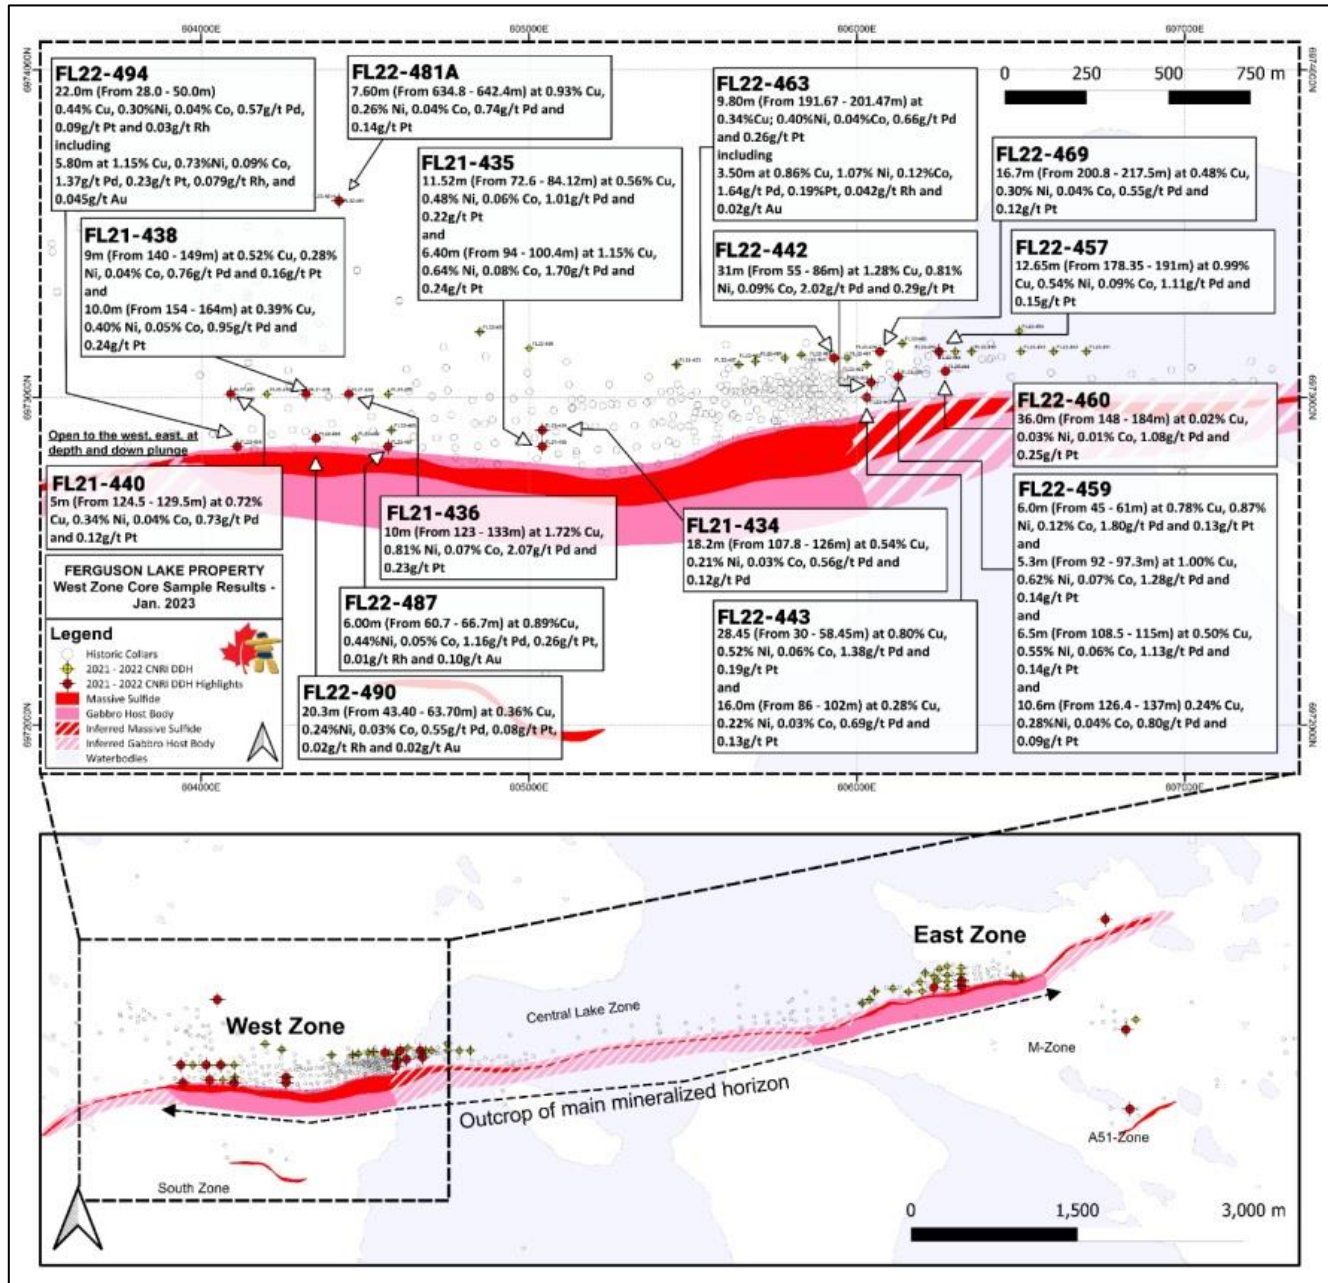 604000E
605000E
606000E
607000E
6974000N
6974000N
0 250 500 750 m
FL22-494
22.0m (From 28.0 - 50.0m)
0.44% Cu, 0.30%Ni, 0.04% Co, 0.57g/t Pd,
0.09g/t Pt and 0.03g/t Rh
including
5.80m at 1.15% Cu, 0.73%Ni, 0.09% Co,
1.37g/t Pd, 0.23g/t Pt, 0.079g/t Rh, and
0.045g/t Au
FL22-481A
7.60m (From 634.8 - 642.4m) at 0.93% Cu,
0.26% Ni, 0.04% Co, 0.74g/t Pd and
0.14g/t Pt
FL22-463
9.80m (From 191.67 - 201.47m) at
0.34%Cu; 0.40%Ni, 0.04%Co, 0.66g/t Pd
and 0.26g/t Pt
including
3.50m at 0.86% Cu, 1.07% Ni, 0.12%Co,
1.64g/t Pd, 0.19%Pt, 0.042g/t Rh and
0.02g/t Au
FL21-435
11.52m (From 72.6 - 84.12m) at 0.56% Cu,
0.48% Ni, 0.06% Co, 1.01g/t Pd and
0.22g/t Pt
and
6.40m (From 94 - 100.4m) at 1.15% Cu,
0.64% Ni, 0.08% Co, 1.70g/t Pd and
0.24g/t Pt
FL22-469
16.7m (From 200.8 - 217.5m) at 0.48% Cu,
0.30% Ni, 0.04% Co, 0.55g/t Pd and
0.12g/t Pt
FL21-438
9m (From 140 - 149m) at 0.52% Cu, 0.28%
Ni, 0.04% Co, 0.76g/t Pd and 0.16g/t Pt
and
10.0m (From 154 - 164m) at 0.39% Cu,
0.40% Ni, 0.05% Co, 0.95g/t Pd and
0.24g/t Pt
FL22-442
31m (From 55 - 86m) at 1.28% Cu, 0.81%
Ni, 0.09% Co, 2.02g/t Pd and 0.29g/t Pt
FL22-457
12.65m (From 178.35 - 191m) at 0.99%
Cu, 0.54% Ni, 0.09% Co, 1.11g/t Pd and
0.15g/t Pt
6973000N
6973000N
Open to the west, east, at
depth and down plunge
FL22-460
36.0m (From 148 - 184m) at 0.02% Cu,
0.03% Ni, 0.01% Co, 1.08g/t Pd and
0.25g/t Pt
FL21-440
5m (From 124.5 - 129.5m) at 0.72%
Cu, 0.34% Ni, 0.04% Co, 0.73g/t Pd
and 0.12g/t Pt
FL21-436
10m (From 123 - 133m) at 1.72% Cu,
0.81% Ni, 0.07% Co, 2.07g/t Pd and
0.23g/t Pt
FL21-434
18.2m (From 107.8 - 126m) at 0.54% Cu,
0.21% Ni, 0.03% Co, 0.56g/t Pd and
0.12g/t Pd
FL22-459
6.0m (From 45 - 61m) at 0.78% Cu, 0.87%
Ni, 0.12% Co, 1.80g/t Pd and 0.13g/t Pt
and
5.3m (From 92 - 97.3m) at 1.00% Cu,
0.62% Ni, 0.07% Co, 1.28g/t Pd and
0.14g/t Pt
and
6.5m (From 108.5 - 115m) at 0.50% Cu,
0.55% Ni, 0.06% Co, 1.13g/t Pd and
0.14g/t Pt
and
10.6m (From 126.4 - 137m) 0.24% Cu,
0.28%Ni, 0.04% Co, 0.80g/t Pd and
0.09g/t Pt
FERGUSON LAKE PROPERTY
West Zone Core Sample Results -
Jan. 2023
FL22-487
6.00m (From 60.7 - 66.7m) at 0.89%Cu,
0.44%Ni, 0.05% Co, 1.16g/t Pd, 0.26g/t Pt,
0.01g/t Rh and 0.10g/t Au
FL22-443
28.45 (From 30 - 58.45m) at 0.80% Cu,
0.52% Ni, 0.06% Co, 1.38g/t Pd and
0.19g/t Pt
and
16.0m (From 86 - 102m) at 0.28% Cu,
0.22% Ni, 0.03% Co, 0.69g/t Pd and
0.13g/t Pt
Legend
Historic Collars
2021 - 2022 CNRI DDH
2021 - 2022 CNRI DDH Highlights
Massive Sulfide
Gabbro Host Body
Inferred Massive Sulfide
Inferred Gabbro Host Body
Waterbodies
FL22-490
20.3m (From 43.40 - 63.70m) at 0.36% Cu,
0.24%Ni, 0.03% Co, 0.55g/t Pd, 0.08g/t Pt,
0.02g/t Rh and 0.02g/t Au
6972000N
6972000N
604000E
605000E
606000E
607000E
East Zone
Central Lake Zone
West Zone
M-Zone
Outcrop of main mineralized horizon
A51-Zone
South Zone
0 1,500 3,000 m